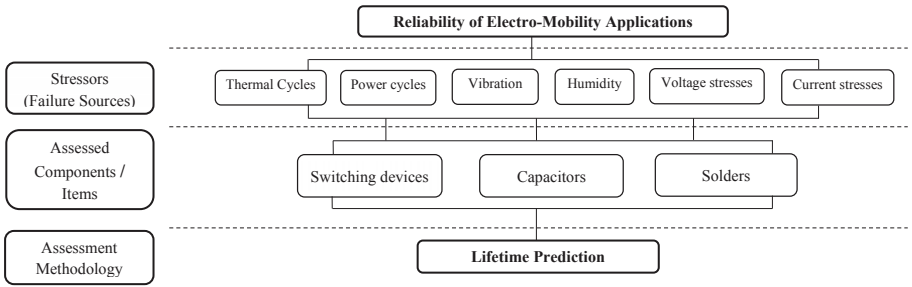 Reliability of Electro-Mobility Applications
Stressors
(Failure Sources)
Thermal Cycles
Power cycles
Vibration
Humidity
Voltage stresses
Current stresses
Assessed
Components /
Items
Switching devices
Capacitors
Solders
Assessment
Methodology
Lifetime Prediction